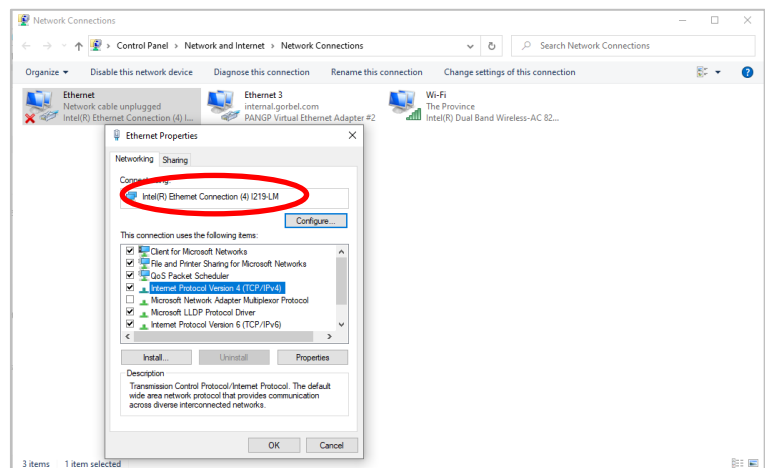 Network Connections
Control Panel > Network and Internet > Network Connections
Search Network Connections
Organize
Disable this network device
Diagnose this connection
Rename this connection
Change settings of this connection
Ethernet
Network cable unplugged
Intel(R) Ethernet Connection (4) I...
Ethernet 3
internal.gorbel.com
PANGP Virtual Ethernet Adapter #2
Wi-Fi
The Province
Intel(R) Dual Band Wireless-AC 82...
Ethernet Properties
Networking
Sharing
Intel(R) Ethernet Connection (4) I219-LM
Configure...
This connection uses the following items:
Client for Microsoft Networks
File and Printer Sharing for Microsoft Networks
QoS Packet Scheduler
Internet Protocol Version 4 (TCP/IPv4)
Microsoft Network Adapter Multiplexor Protocol
Microsoft LLDP Protocol Driver
Internet Protocol Version 6 (TCP/IPv6)
Install...
Uninstall
Properties
Description
Transmission Control Protocol/Internet Protocol. The default
wide area network protocol that provides communication
across diverse interconnected networks.
OK
Cancel
3 items
1 item selected